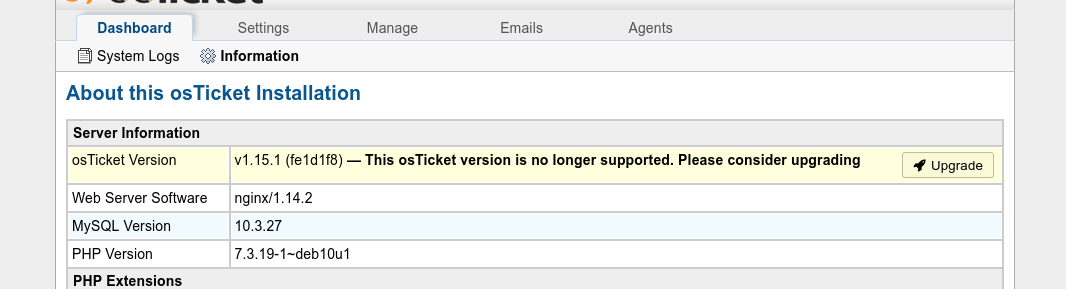 Dashboard Settings Manage Emails Agents
System Logs Information
About this osTicket Installation
Server Information
osTicket Version v1.15.1 (fe1d1f8) — This osTicket version is no longer supported. Please consider upgrading Upgrade
Web Server Software nginx/1.14.2
MySQL Version 10.3.27
PHP Version 7.3.19-1~deb10u1
PHP Extensions